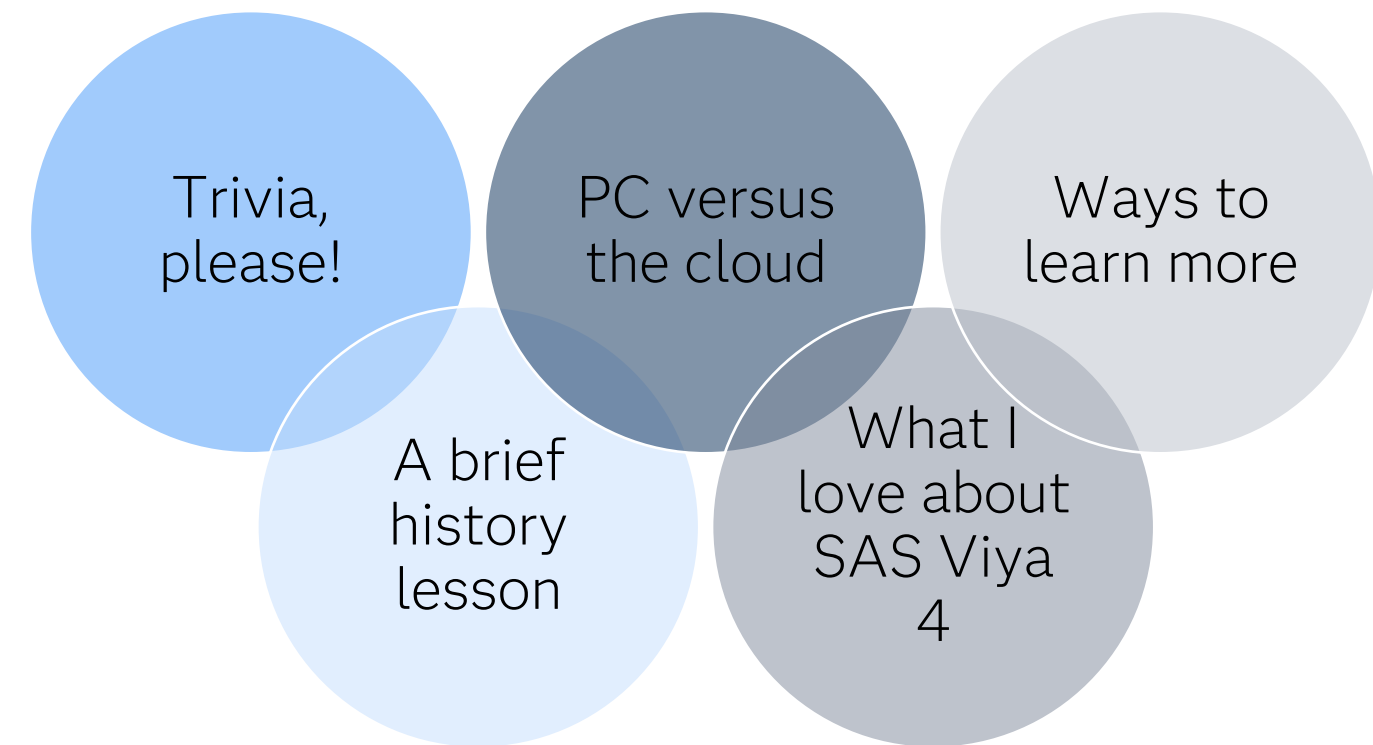 Trivia,
please!
A brief
history
lesson
PC versus
the cloud
What I
love about
SAS Viya
4
Ways to
learn more